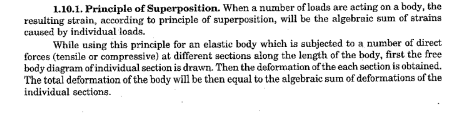 1.10.1. Principle of Superposition. When a number of loads are acting on a body, the
resulting strain, according to principle of superposition, will be the algebraic sum of strains
caused by individual loads.
While using this principle for an elastic body which is subjected to a number of direct
forces (tensile or compressive) at different sections along the length of the body, first the free
body diagram of individual section is drawn. Then the deformation of the each section is obtained.
The total deformation of the body will be then equal to the algebraic sum of deformations of the
individual sections.